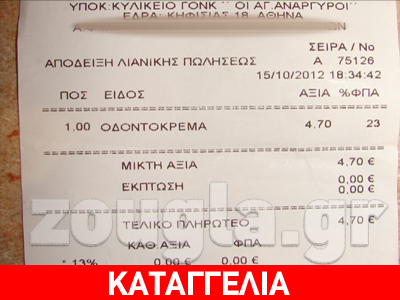 ΥΠΟΚ:ΚΥΛΙΚΕΙΟ ΓΟΝΚ " ΟΙ ΑΓ.ΑΝΑΡΓΥΡΟΙ"
ΕΔΡΑ: ΚΗΦΙΣΙΑΣ 18, ΑΘΗΝΑ
ΣΕΙΡΑ / Νο
ΑΠΟΔΕΙΞΗ ΛΙΑΝΙΚΗΣ ΠΩΛΗΣΕΩΣ Α 75126
15/10/2012 18:34:42
ΠΟΣ ΕΙΔΟΣ ΑΞΙΑ %ΦΠΑ
1,00 ΟΔΟΝΤΟΚΡΕΜΑ 4,70 23
ΜΙΚΤΗ ΑΞΙΑ 4,70 €
ΕΚΠΤΩΣΗ 0,00 €
0,00 €
zougla.gr
ΤΕΛΙΚΟ ΠΛΗΡΩΤΕΟ 4,70 €
ΚΑΘ.ΑΞΙΑ ΦΠΑ
* 13% 0,00 € 0,00 €
ΚΑΤΑΓΓΕΛΙΑ